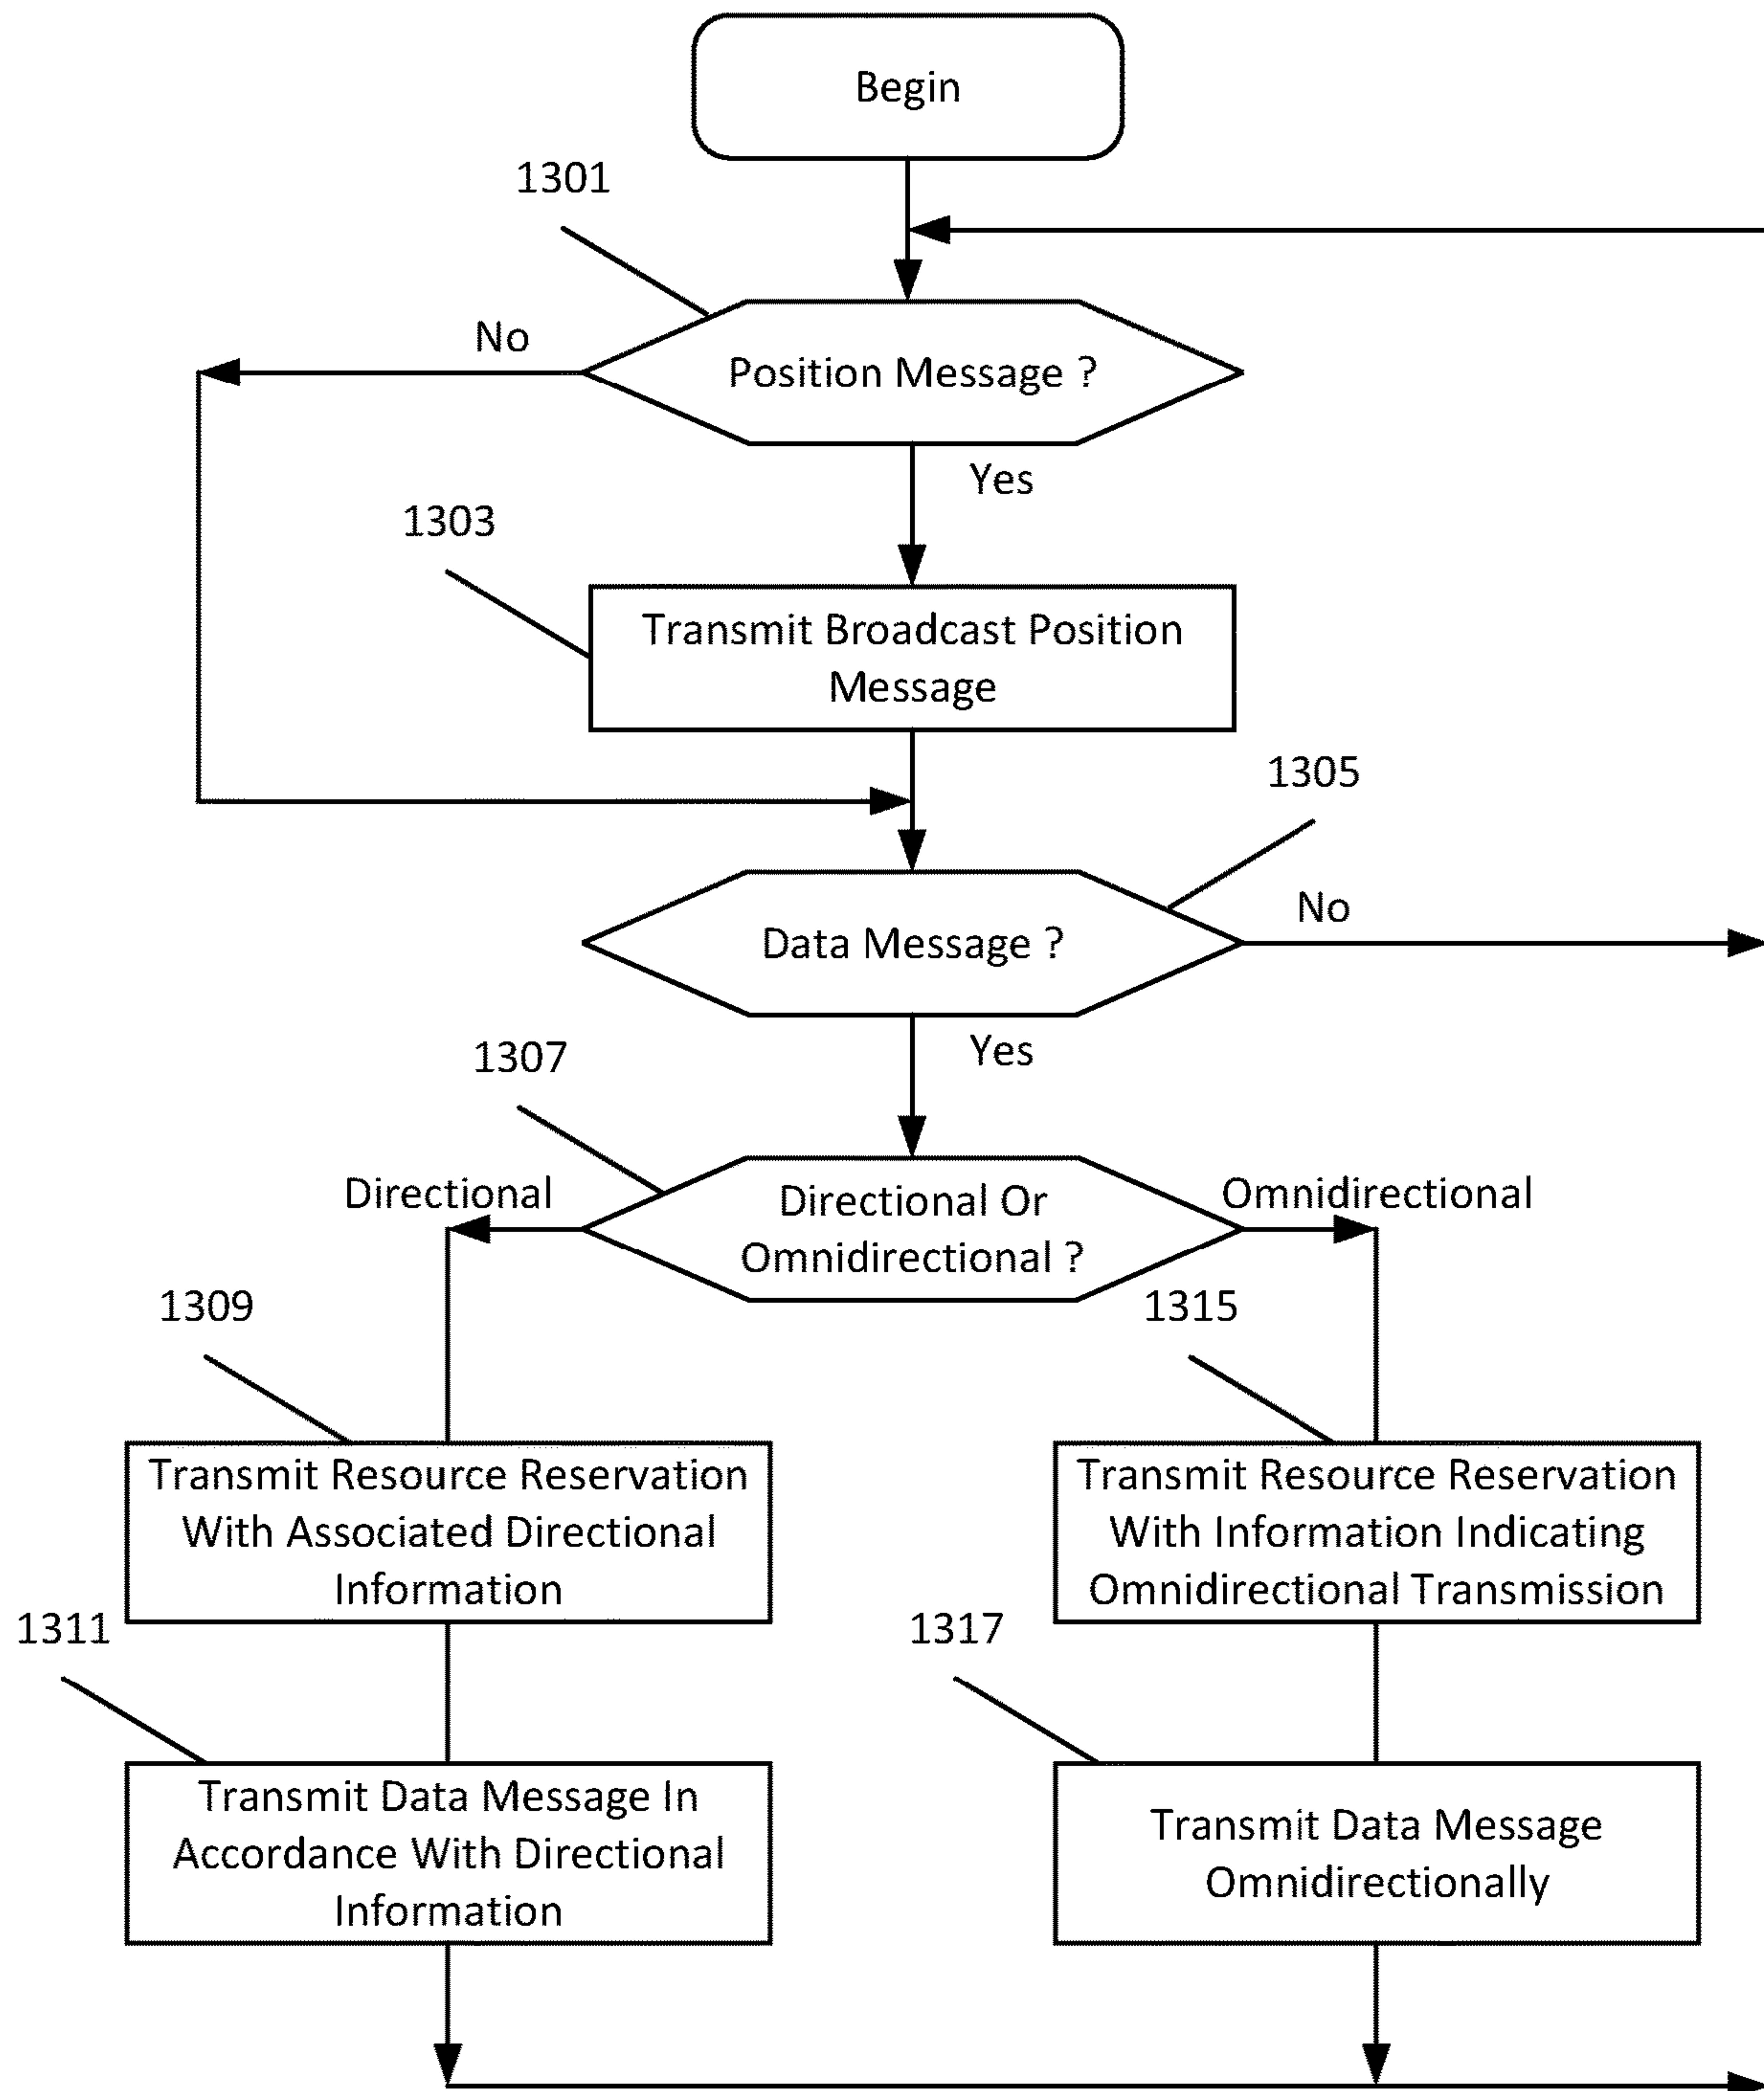 Begin
1301
No
Position Message ?
Yes
1303
Transmit Broadcast Position
Message
1305
No
Data Message ?
Yes
1307
Directional
Directional Or
Omnidirectional ?
Omnidirectional
1309
1315
Transmit Resource Reservation
With Associated Directional
Information
Transmit Resource Reservation
With Information Indicating
Omnidirectional Transmission
1311
1317
Transmit Data Message In
Accordance With Directional
Information
Transmit Data Message
Omnidirectionally